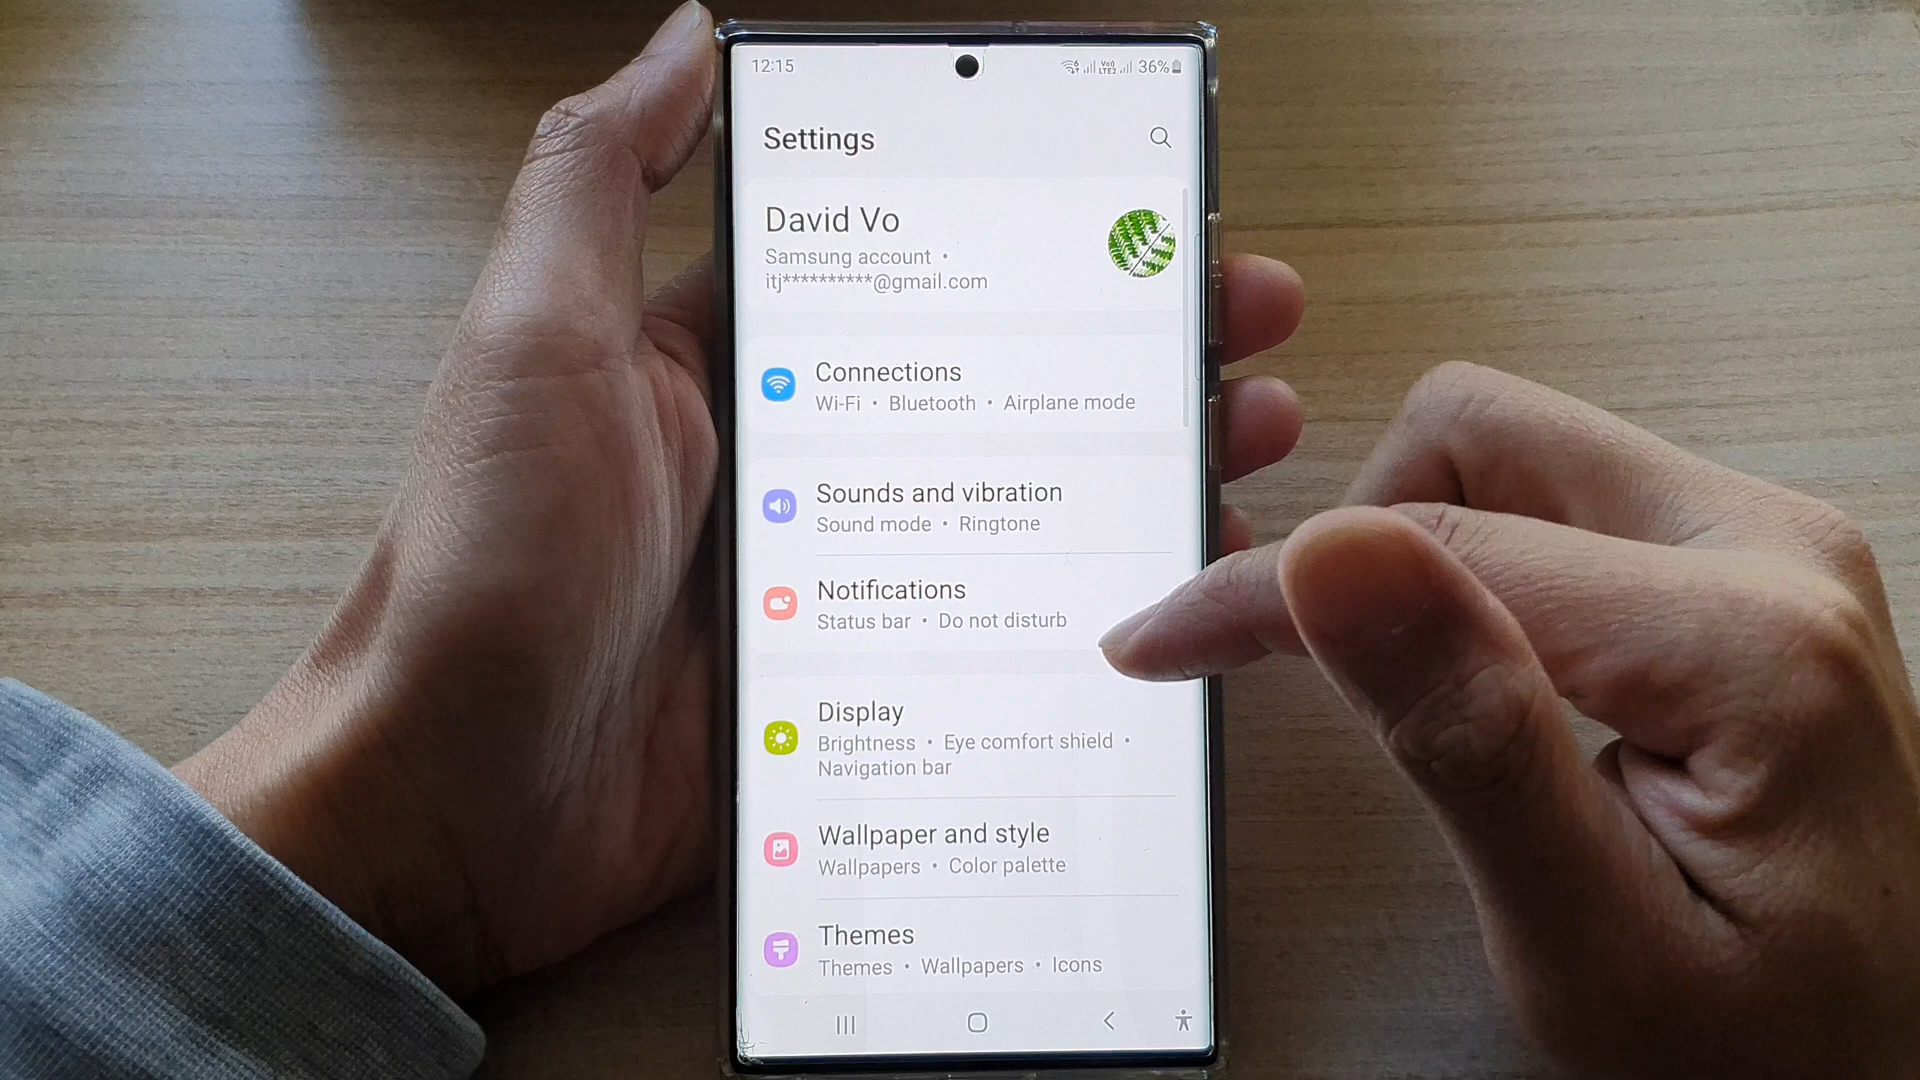 12:15
Vo)) LTE2 36%
Settings
David Vo
Samsung account •
itj**********@gmail.com
Connections
Wi-Fi • Bluetooth • Airplane mode
Sounds and vibration
Sound mode • Ringtone
Notifications
Status bar • Do not disturb
Display
Brightness • Eye comfort shield •
Navigation bar
Wallpaper and style
Wallpapers • Color palette
Themes
Themes • Wallpapers • Icons